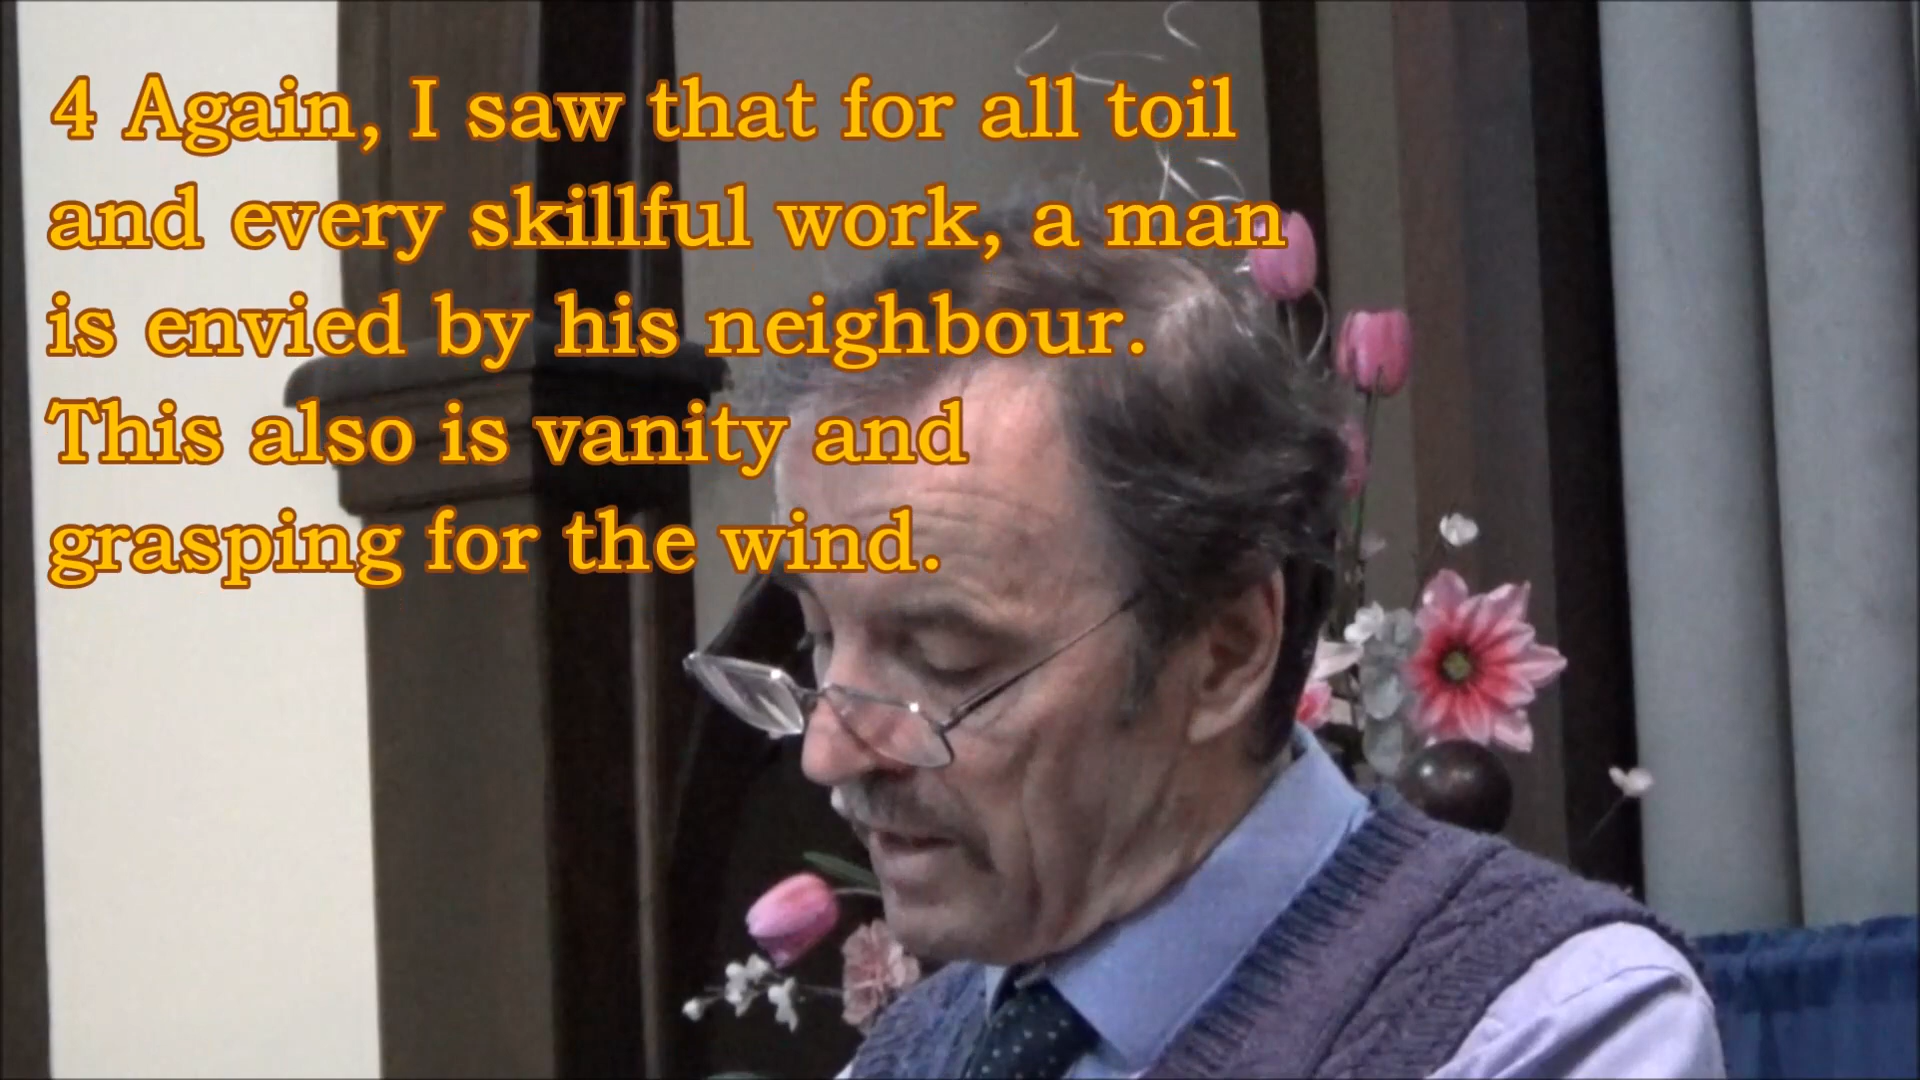 4 Again, I saw that for all toil
and every skillful work, a man
is envied by his neighbour.
This also is vanity and
grasping for the wind.